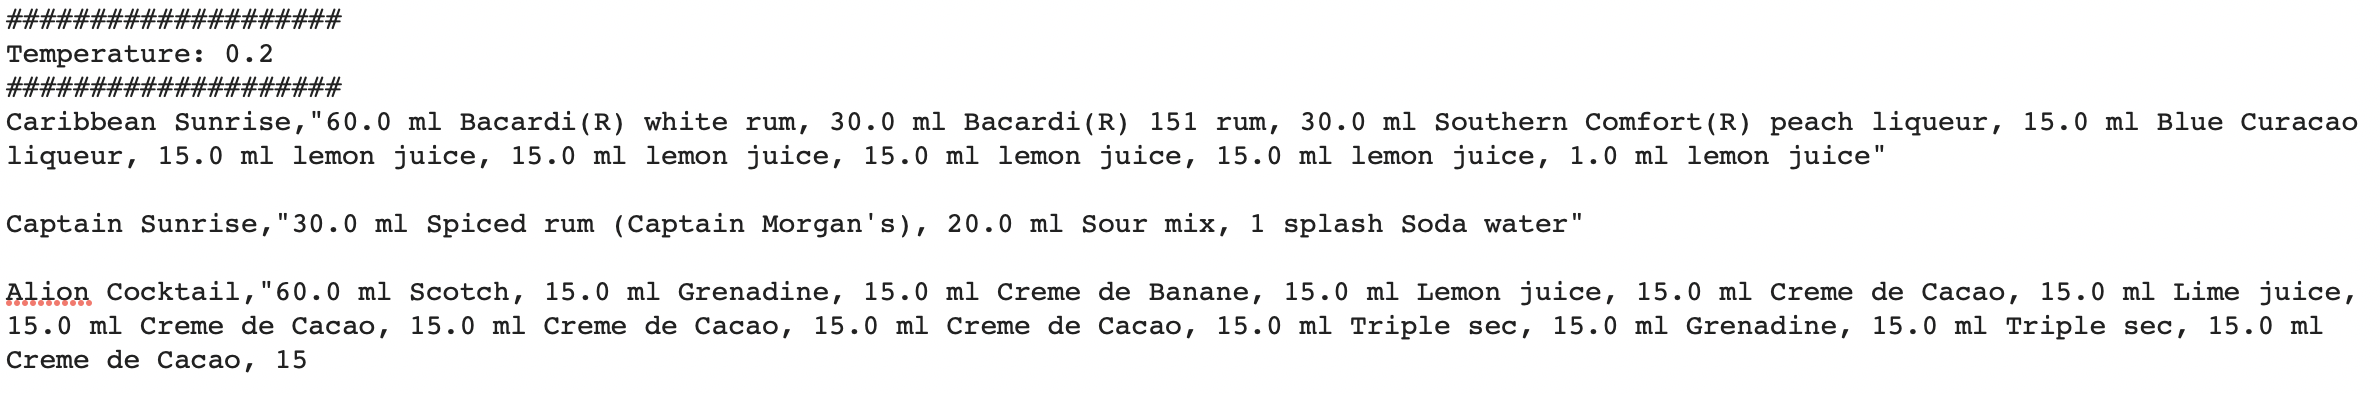 ####################
Temperature: 0.2
####################
Caribbean Sunrise,"60.0 ml Bacardi(R) white rum, 30.0 ml Bacardi(R) 151 rum, 30.0 ml Southern Comfort(R) peach liqueur, 15.0 ml Blue Curacao
liqueur, 15.0 ml lemon juice, 15.0 ml lemon juice, 15.0 ml lemon juice, 15.0 ml lemon juice, 1.0 ml lemon juice"
Captain Sunrise,"30.0 ml Spiced rum (Captain Morgan's), 20.0 ml Sour mix, 1 splash Soda water"
Alion Cocktail,"60.0 ml Scotch, 15.0 ml Grenadine, 15.0 ml Creme de Banane, 15.0 ml Lemon juice, 15.0 ml Creme de Cacao, 15.0 ml Lime juice,
15.0 ml Creme de Cacao, 15.0 ml Creme de Cacao, 15.0 ml Creme de Cacao, 15.0 ml Triple sec, 15.0 ml Grenadine, 15.0 ml Triple sec, 15.0 ml
Creme de Cacao, 15